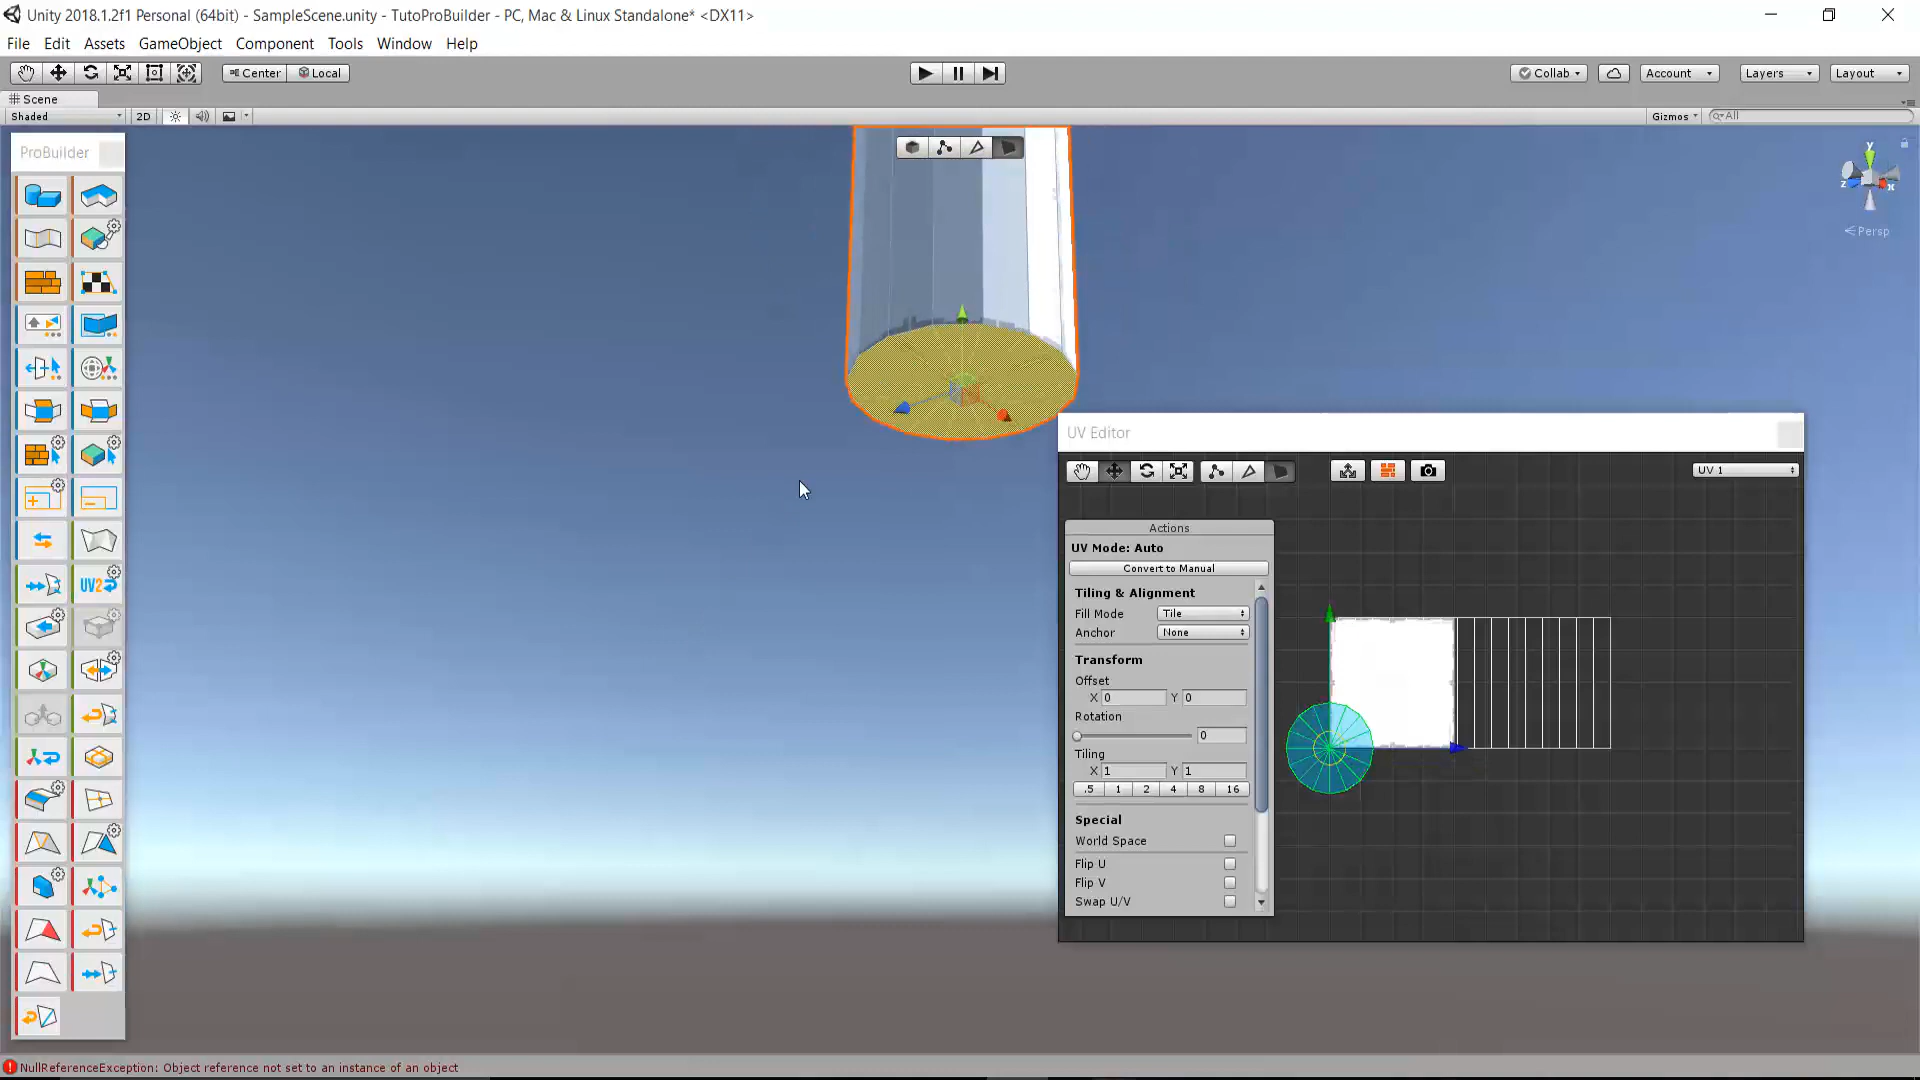 Unity 2018.1.2f1 Personal (64bit) - SampleScene.unity - TutoProBuilder - PC, Mac & Linux Standalone* <DX11>
File Edit Assets GameObject Component Tools Window Help
Center Local Collab Account Layers Layout
Scene
Shaded 2D Gizmos All
ProBuilder
y
z x
Persp
UV2
UV Editor
UV 1
Actions
UV Mode: Auto
Convert to Manual
Tiling & Alignment
Fill Mode Tile
Anchor None
Transform
Offset
X 0 Y 0
Rotation
0
Tiling
X 1 Y 1
.5 1 2 4 8 16
Special
World Space
Flip U
Flip V
Swap U/V
NullReferenceException: Object reference not set to an instance of an object